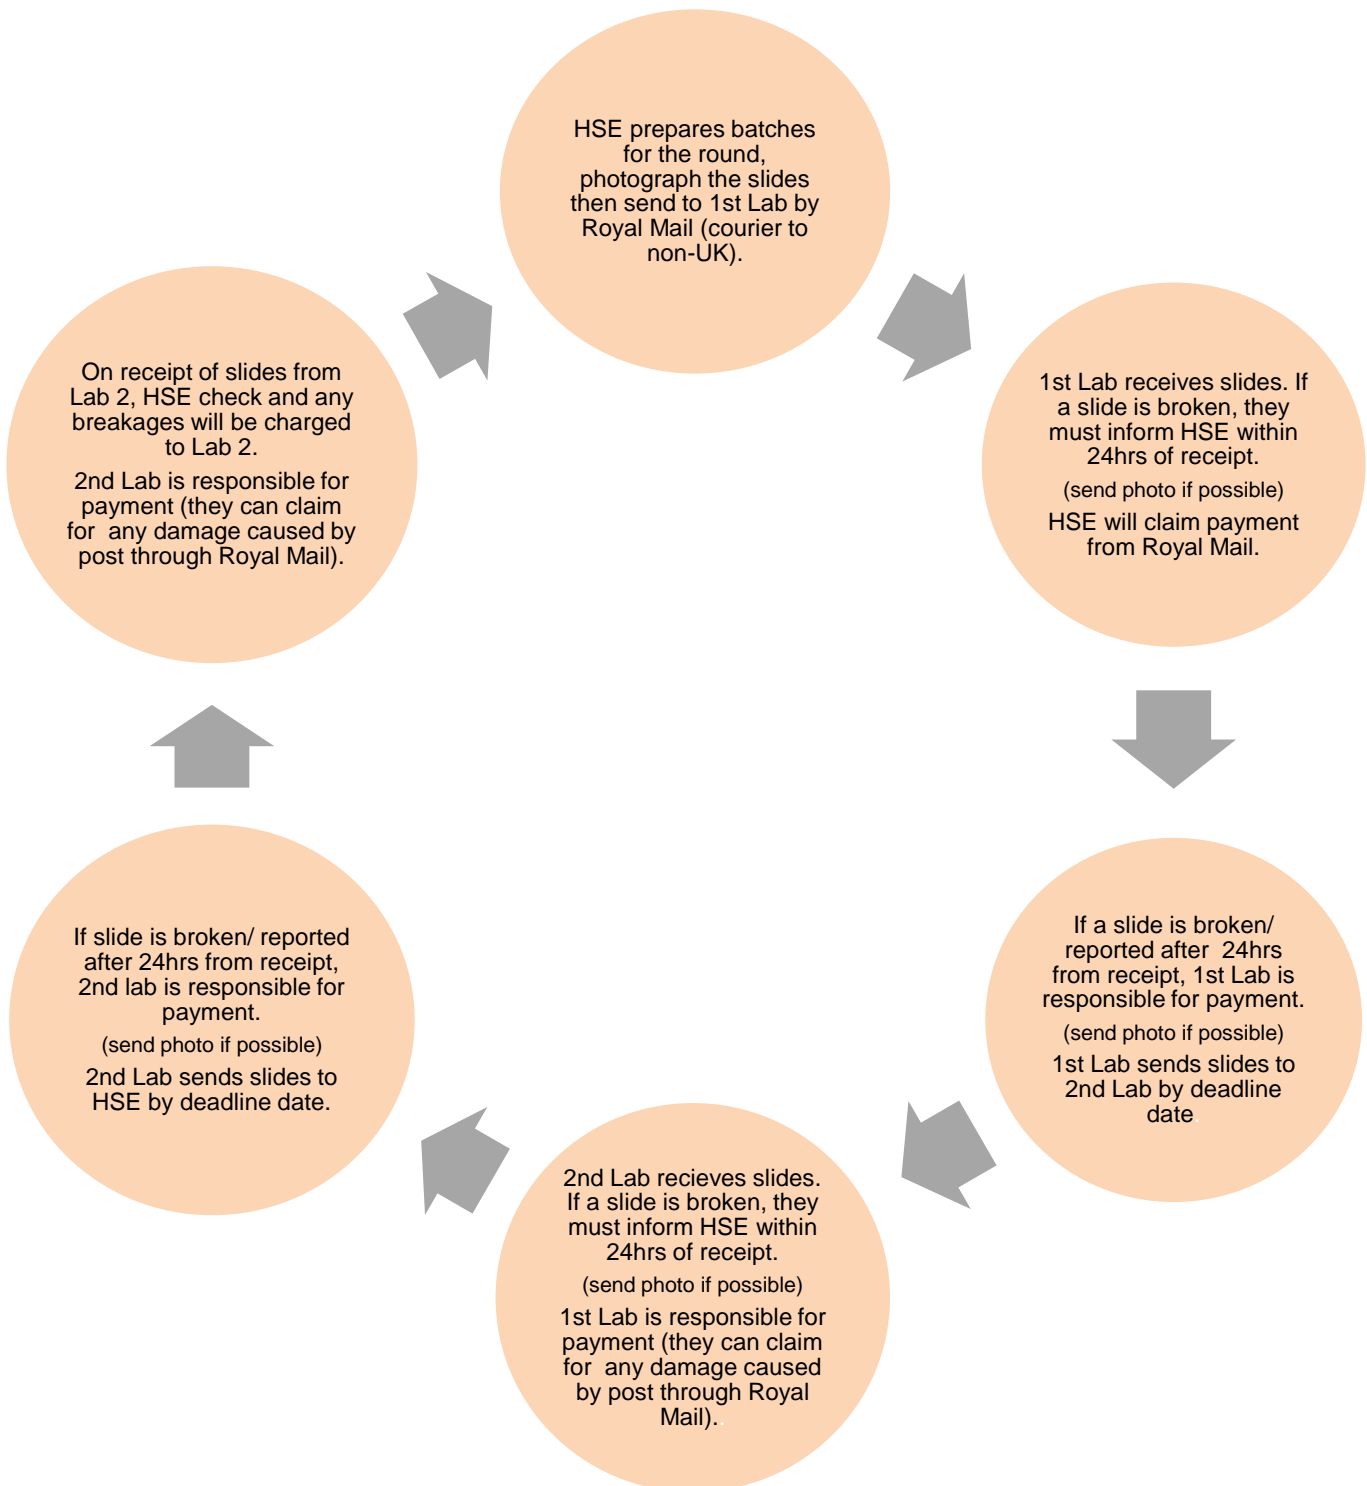 HSE prepares batches
for the round,
photograph the slides
then send to 1st Lab by
Royal Mail (courier to
non-UK).
1st Lab receives slides. If
a slide is broken, they
must inform HSE within
24hrs of receipt.
(send photo if possible)
HSE will claim payment
from Royal Mail.
If a slide is broken/
reported after 24hrs
from receipt, 1st Lab is
responsible for payment.
(send photo if possible)
1st Lab sends slides to
2nd Lab by deadline
date.
2nd Lab recieves slides.
If a slide is broken, they
must inform HSE within
24hrs of receipt.
(send photo if possible)
1st Lab is responsible for
payment (they can claim
for any damage caused
by post through Royal
Mail)..
If slide is broken/ reported
after 24hrs from receipt,
2nd lab is responsible for
payment.
(send photo if possible)
2nd Lab sends slides to
HSE by deadline date.
On receipt of slides from
Lab 2, HSE check and any
breakages will be charged
to Lab 2.
2nd Lab is responsible for
payment (they can claim
for any damage caused by
post through Royal Mail).